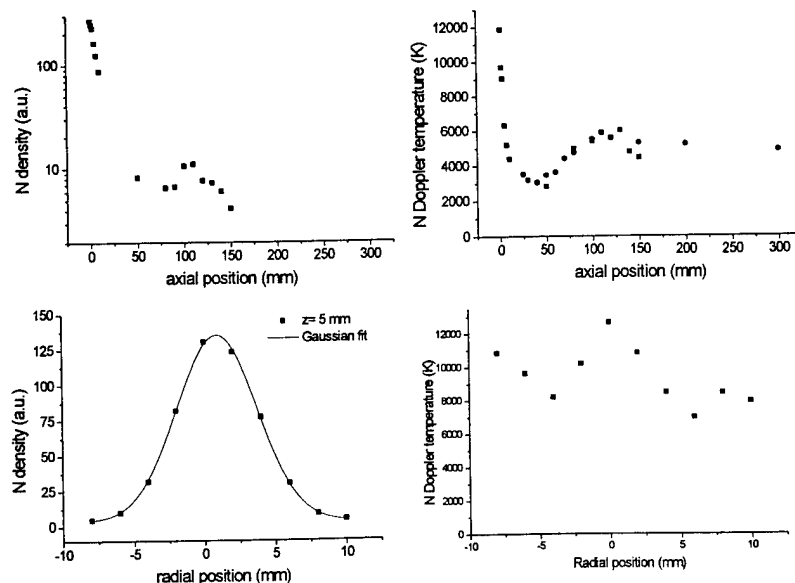 N density (a.u.)
100
10
0 50 100 150 200 250 300
axial position (mm)
N Doppler temperature (K)
12000
10000
8000
6000
4000
2000
0
0 50 100 150 200 250 300
axial position (mm)
N density (a.u.)
150
125
100
75
50
25
0
z= 5 mm
Gaussian fit
-10 -5 0 5 10
radial position (mm)
N Doppler temperature (K)
12000
10000
8000
6000
4000
2000
0
-10 -5 0 5 10
Radial position (mm)